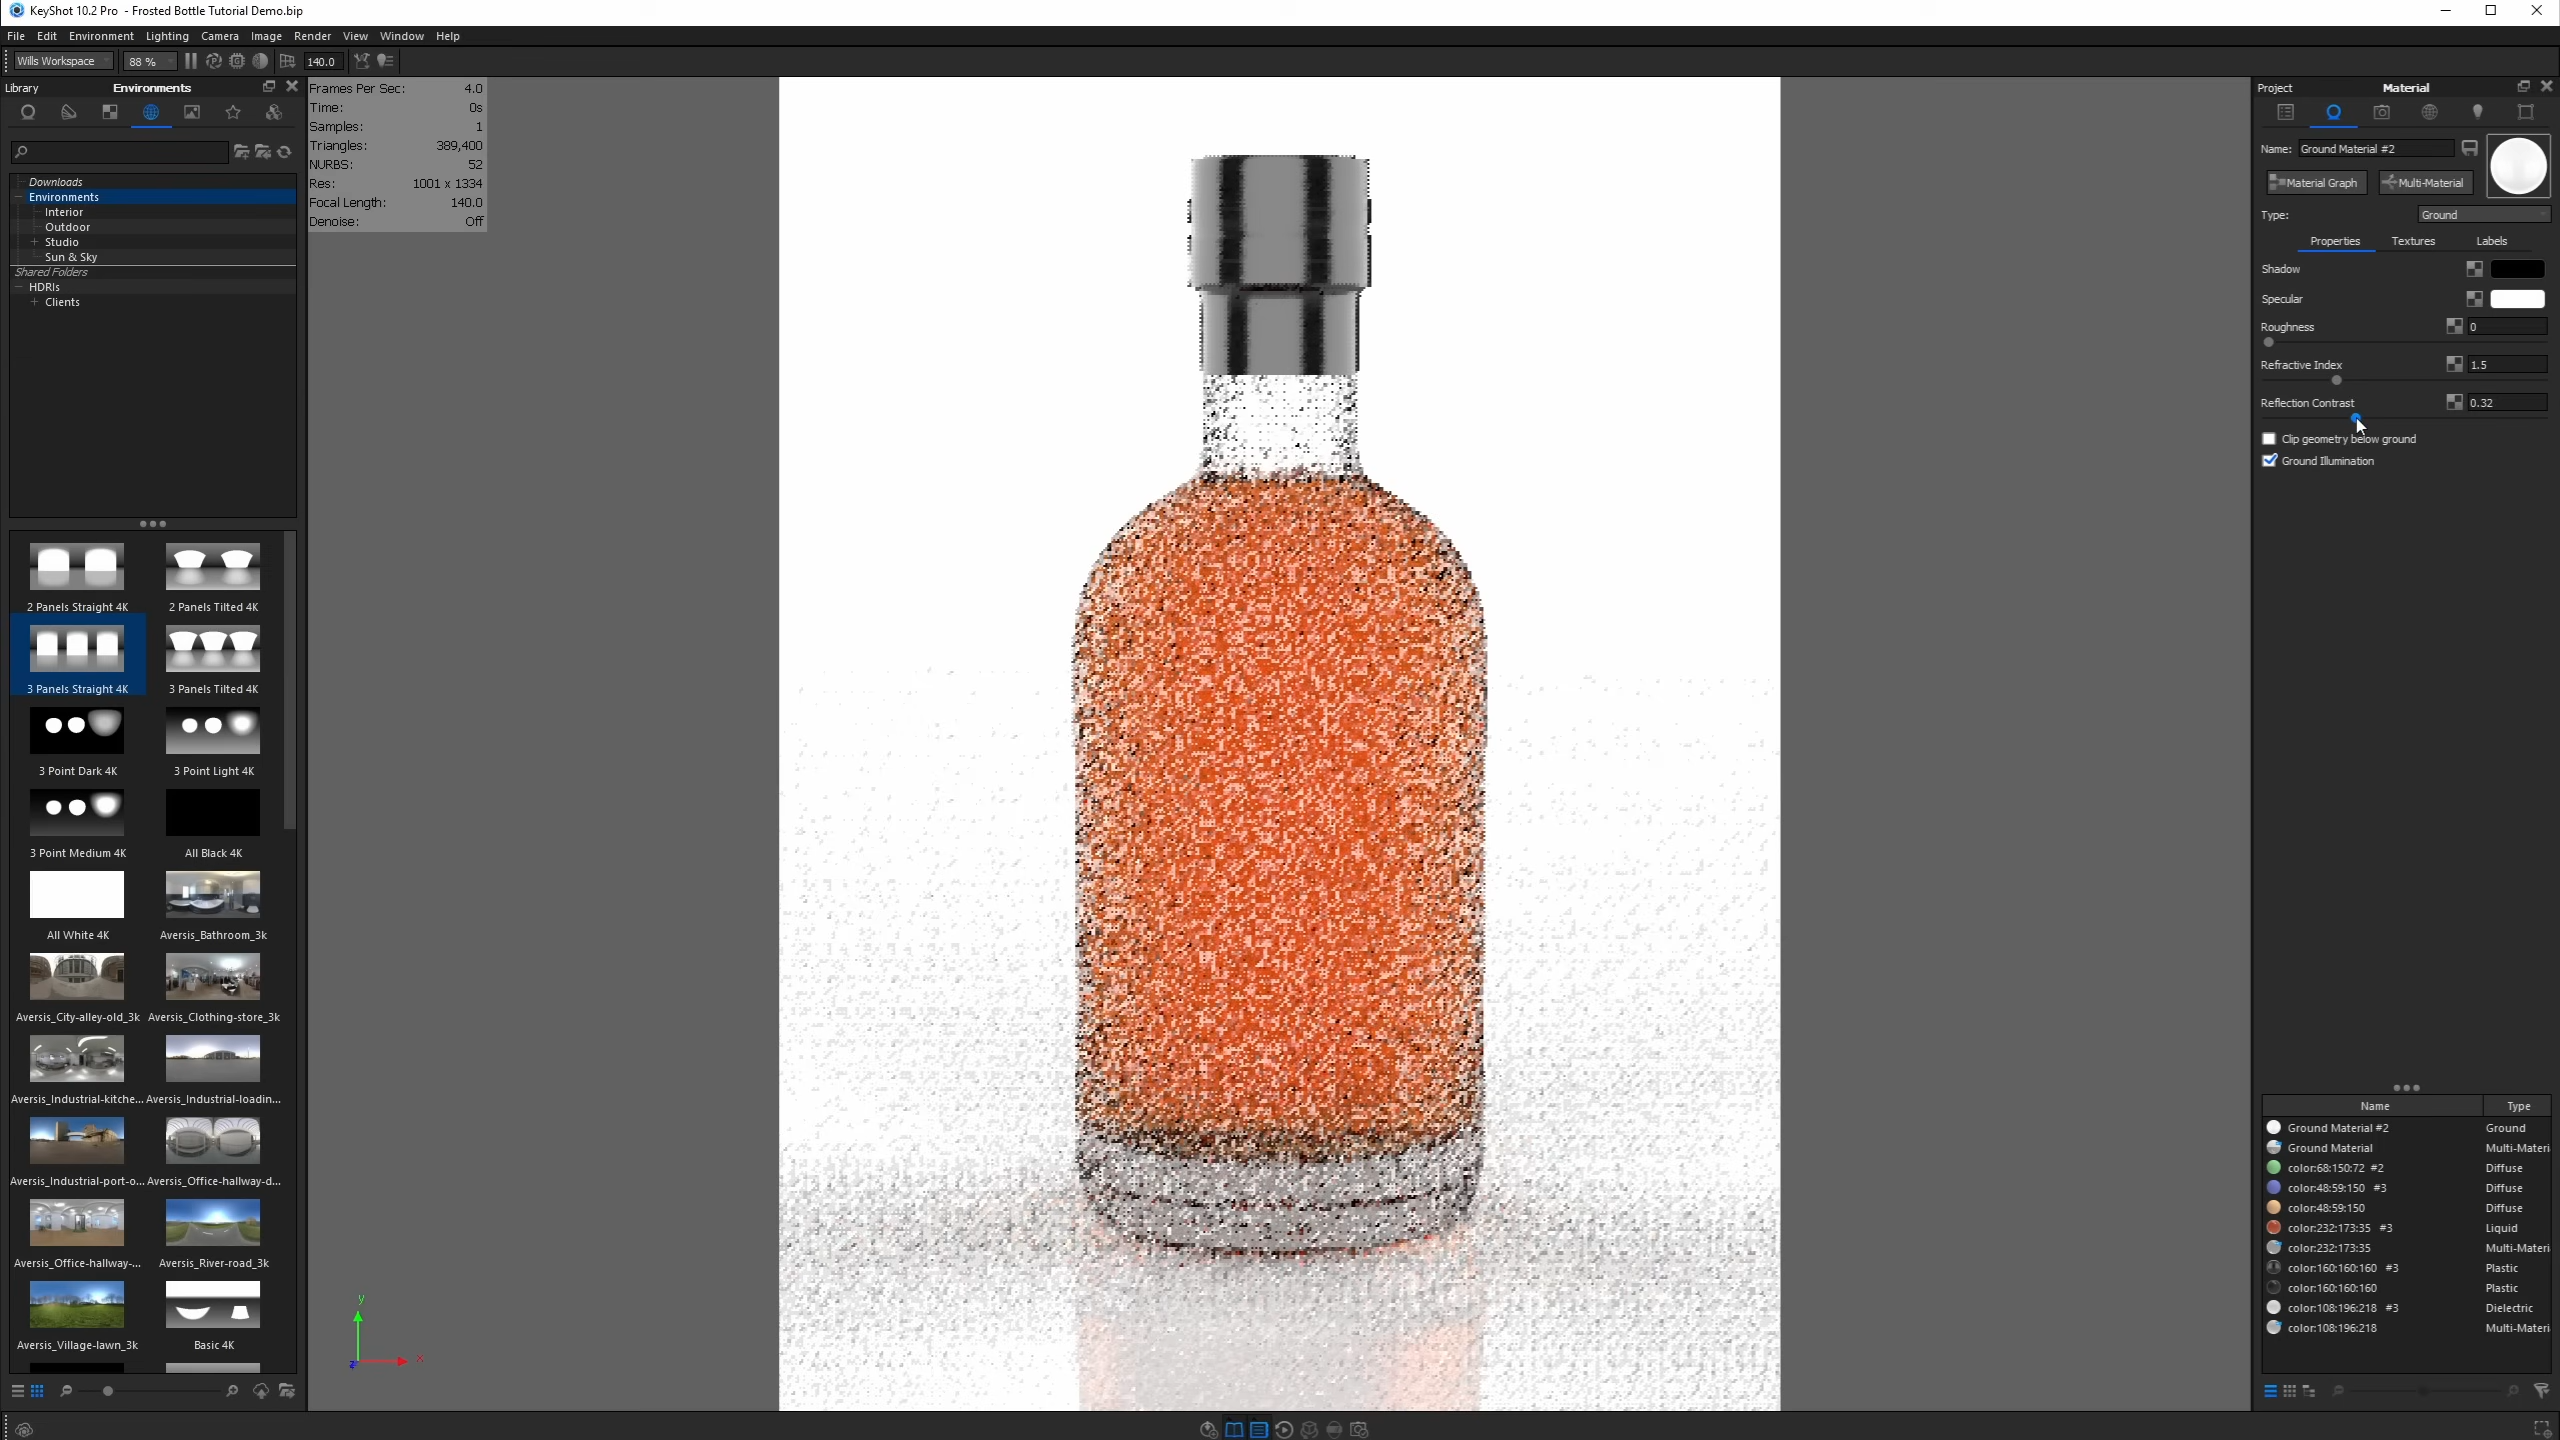 KeyShot 10.2 Pro - Frosted Bottle Tutorial Demo.bip
File Edit Environment Lighting Camera Image Render View Window Help
Wills Workspace 88 % 140.0
Library Environments
Downloads
Environments
Interior
Outdoor
Studio
Sun & Sky
Shared Folders
HDRIs
Clients
2 Panels Straight 4K 2 Panels Tilted 4K
3 Panels Straight 4K 3 Panels Tilted 4K
3 Point Dark 4K 3 Point Light 4K
3 Point Medium 4K All Black 4K
All White 4K Aversis_Bathroom_3k
Aversis_City-alley-old_3k Aversis_Clothing-store_3k
Aversis_Industrial-kitche... Aversis_Industrial-loadin...
Aversis_Industrial-port-o... Aversis_Office-hallway-d...
Aversis_Office-hallway-... Aversis_River-road_3k
Aversis_Village-lawn_3k Basic 4K
Frames Per Sec: 4.0
Time: 0s
Samples: 1
Triangles: 389,400
NURBS: 52
Res: 1001 x 1334
Focal Length: 140.0
Denoise: Off
y
x
z
Project Material
Name: Ground Material #2
Material Graph Multi-Material
Type: Ground
Properties Textures Labels
Shadow
Specular
Roughness 0
Refractive Index 1.5
Reflection Contrast 0.32
Clip geometry below ground
Ground Illumination
Name Type
Ground Material #2 Ground
Ground Material Multi-Materi
color:68:150:72 #2 Diffuse
color:48:59:150 #3 Diffuse
color:48:59:150 Diffuse
color:232:173:35 #3 Liquid
color:232:173:35 Multi-Materi
color:160:160:160 #3 Plastic
color:160:160:160 Plastic
color:108:196:218 #3 Dielectric
color:108:196:218 Multi-Materi